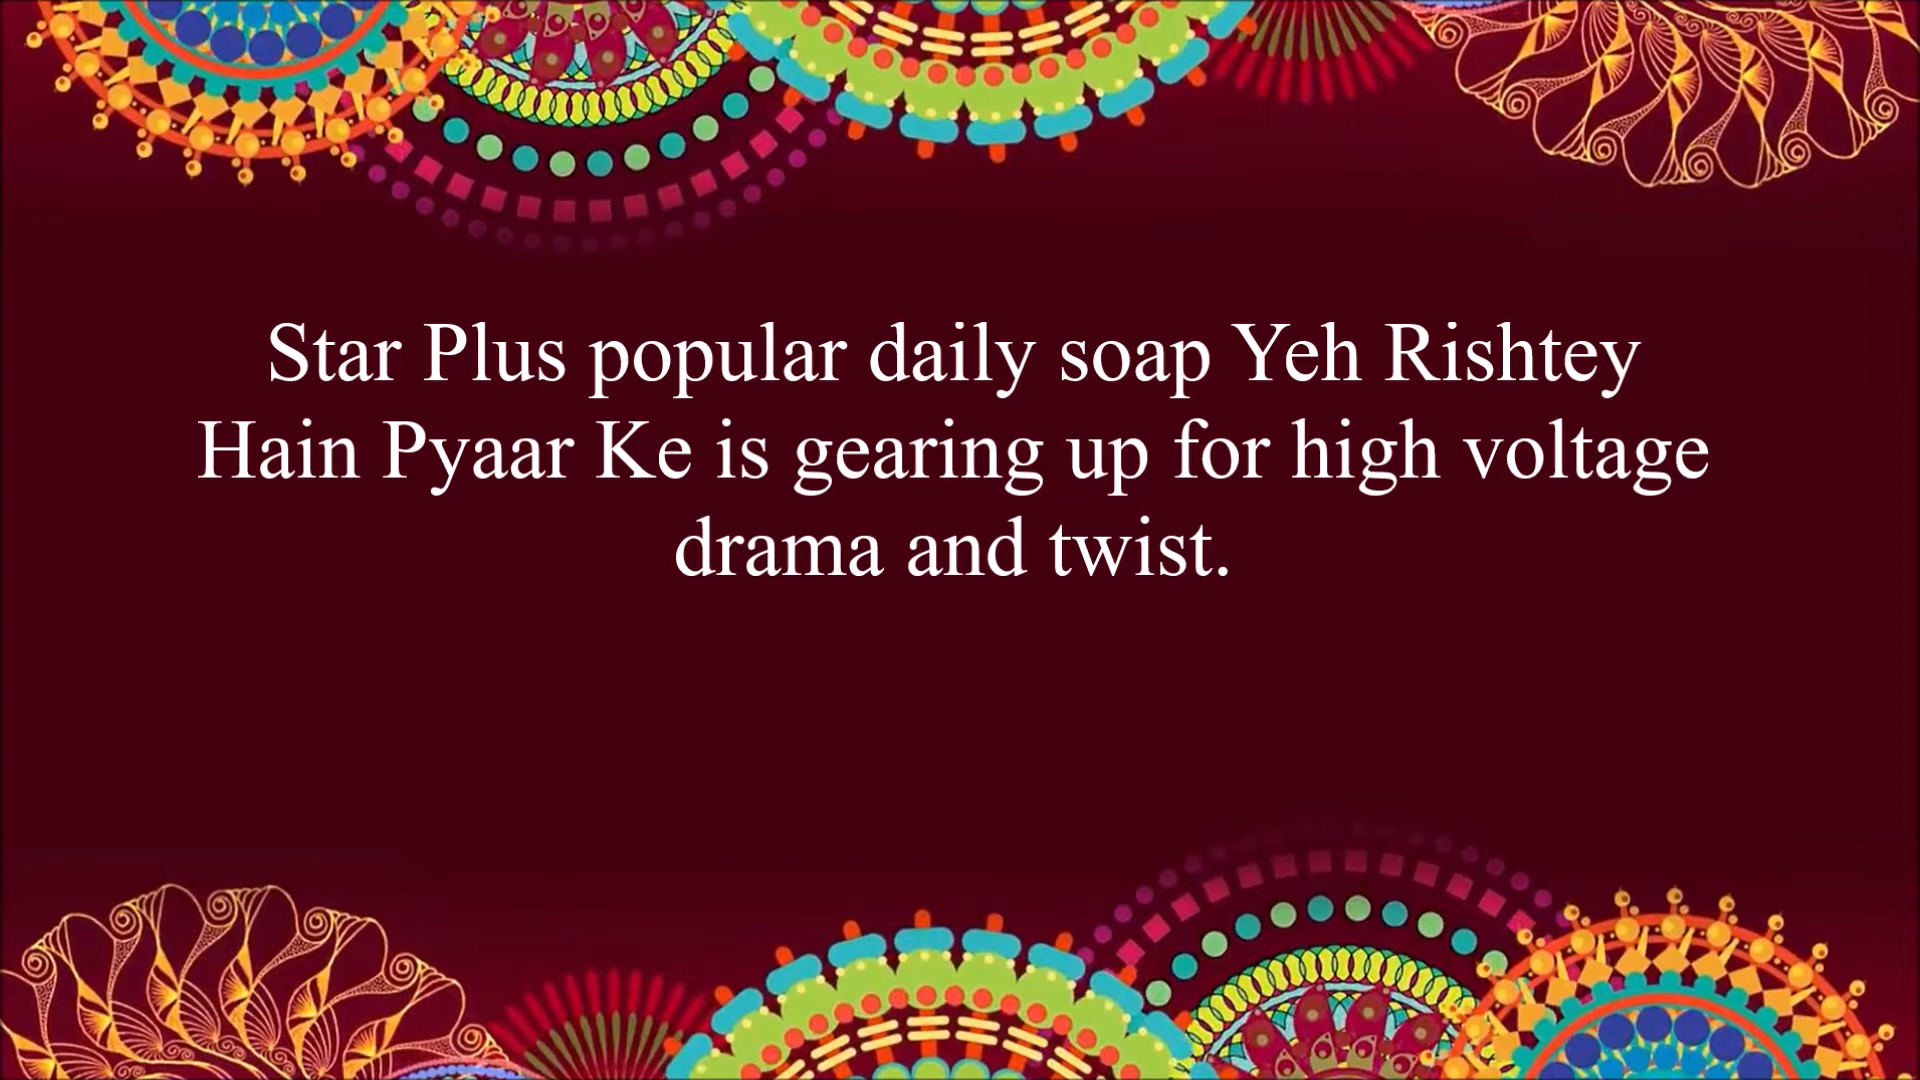 Star Plus popular daily soap Yeh Rishtey
Hain Pyaar Ke is gearing up for high voltage
drama and twist.